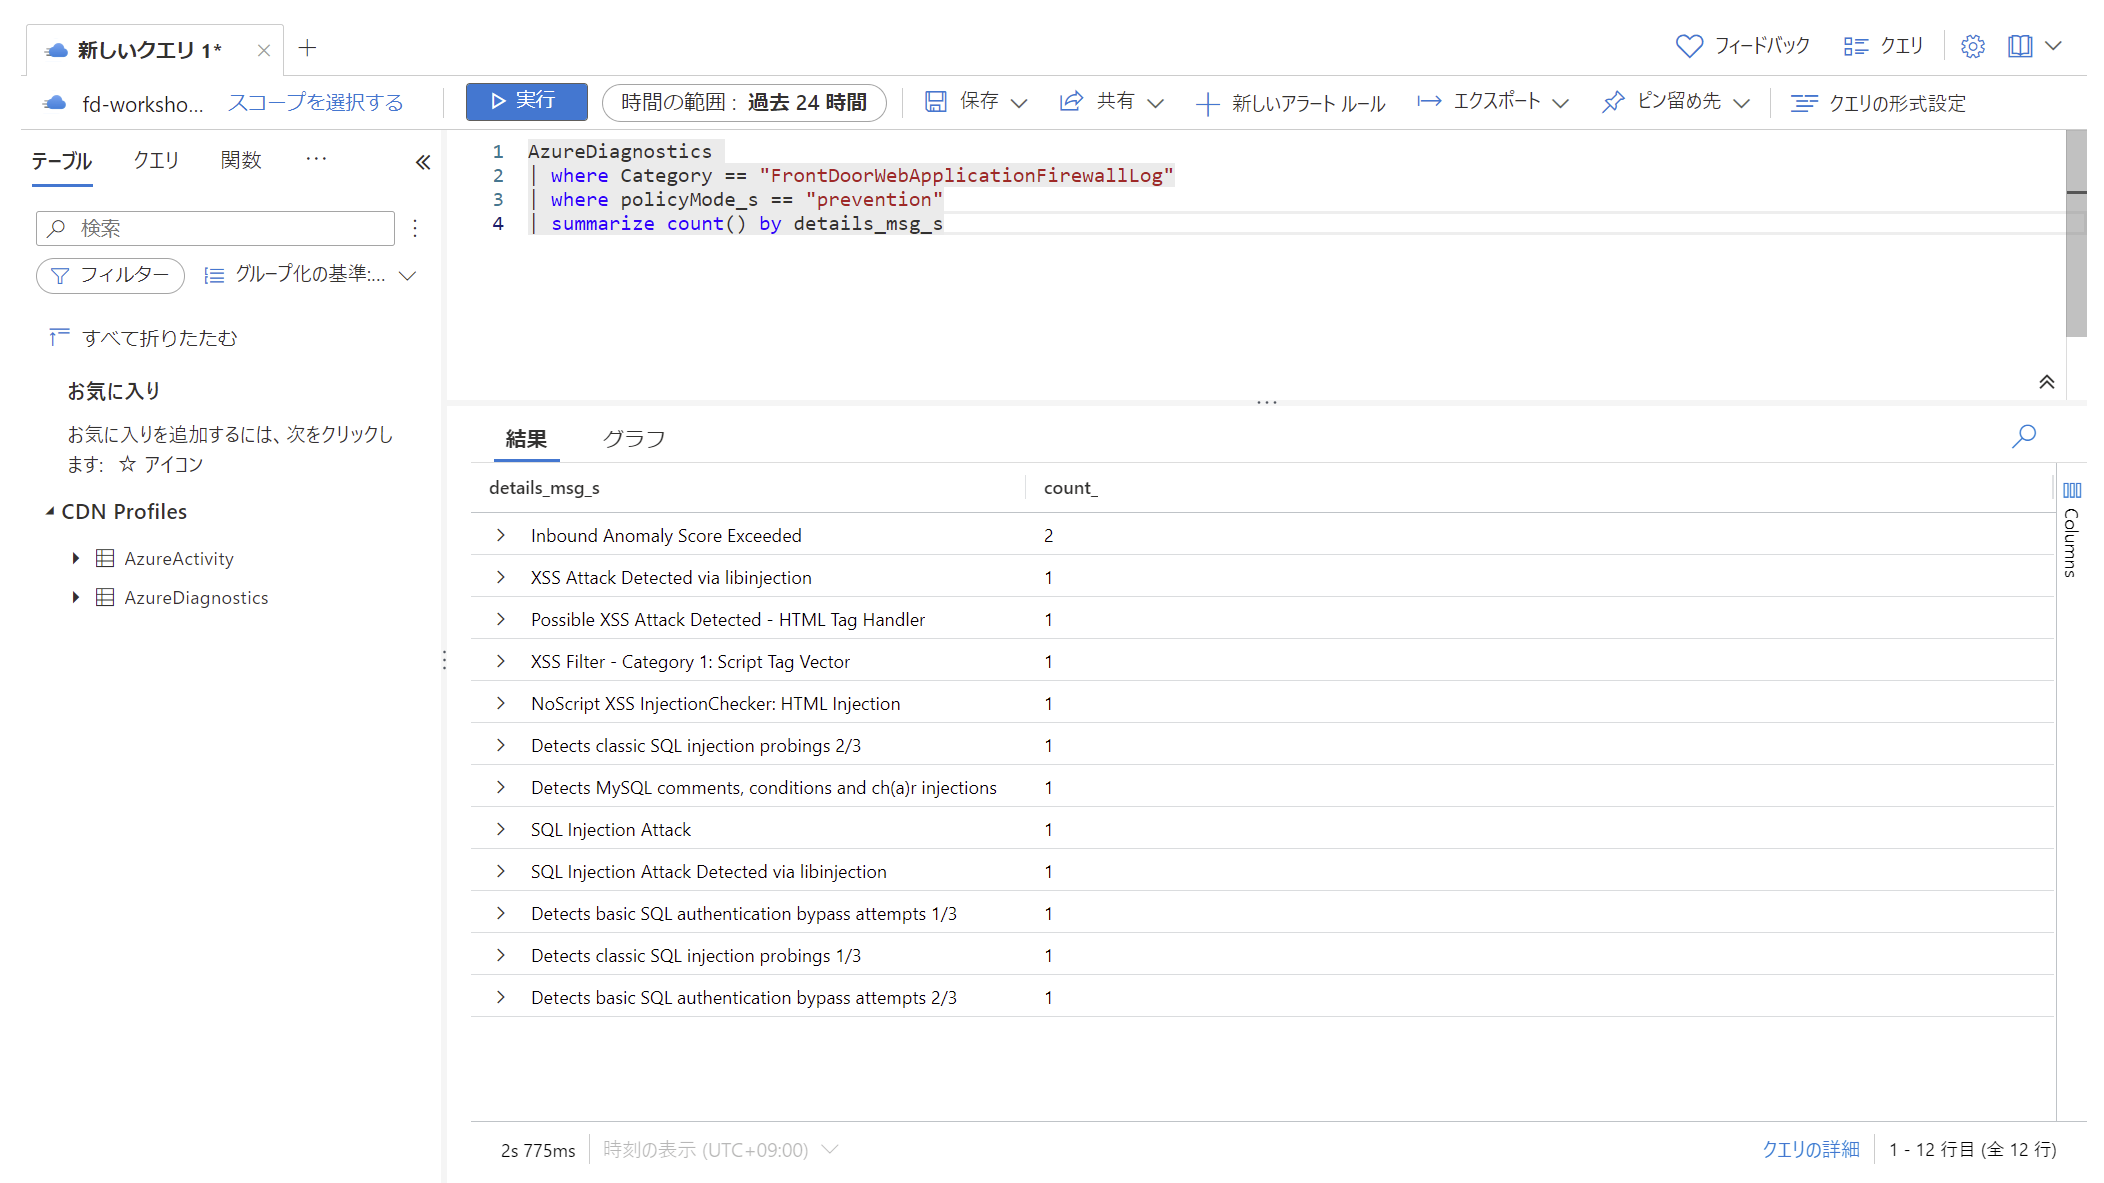 新しいクエリ 1*
フィードバック
クエリ
fd-worksho...
スコープを選択する
実行
時間の範囲 : 過去 24 時間
保存
共有
新しいアラート ルール
エクスポート
ピン留め先
クエリの形式設定
テーブル
クエリ
関数
...
検索
フィルター
グループ化の基準:...
すべて折りたたむ
お気に入り
お気に入りを追加するには、次をクリックし
ます: ☆ アイコン
CDN Profiles
AzureActivity
AzureDiagnostics
1 AzureDiagnostics
2 | where Category == "FrontDoorWebApplicationFirewallLog"
3 | where policyMode_s == "prevention"
4 | summarize count() by details_msg_s
結果
グラフ
details_msg_s count_
Inbound Anomaly Score Exceeded 2
XSS Attack Detected via libinjection 1
Possible XSS Attack Detected - HTML Tag Handler 1
XSS Filter - Category 1: Script Tag Vector 1
NoScript XSS InjectionChecker: HTML Injection 1
Detects classic SQL injection probings 2/3 1
Detects MySQL comments, conditions and ch(a)r injections 1
SQL Injection Attack 1
SQL Injection Attack Detected via libinjection 1
Detects basic SQL authentication bypass attempts 1/3 1
Detects classic SQL injection probings 1/3 1
Detects basic SQL authentication bypass attempts 2/3 1
Columns
2s 775ms
時刻の表示 (UTC+09:00)
クエリの詳細
1 - 12 行目 (全 12 行)